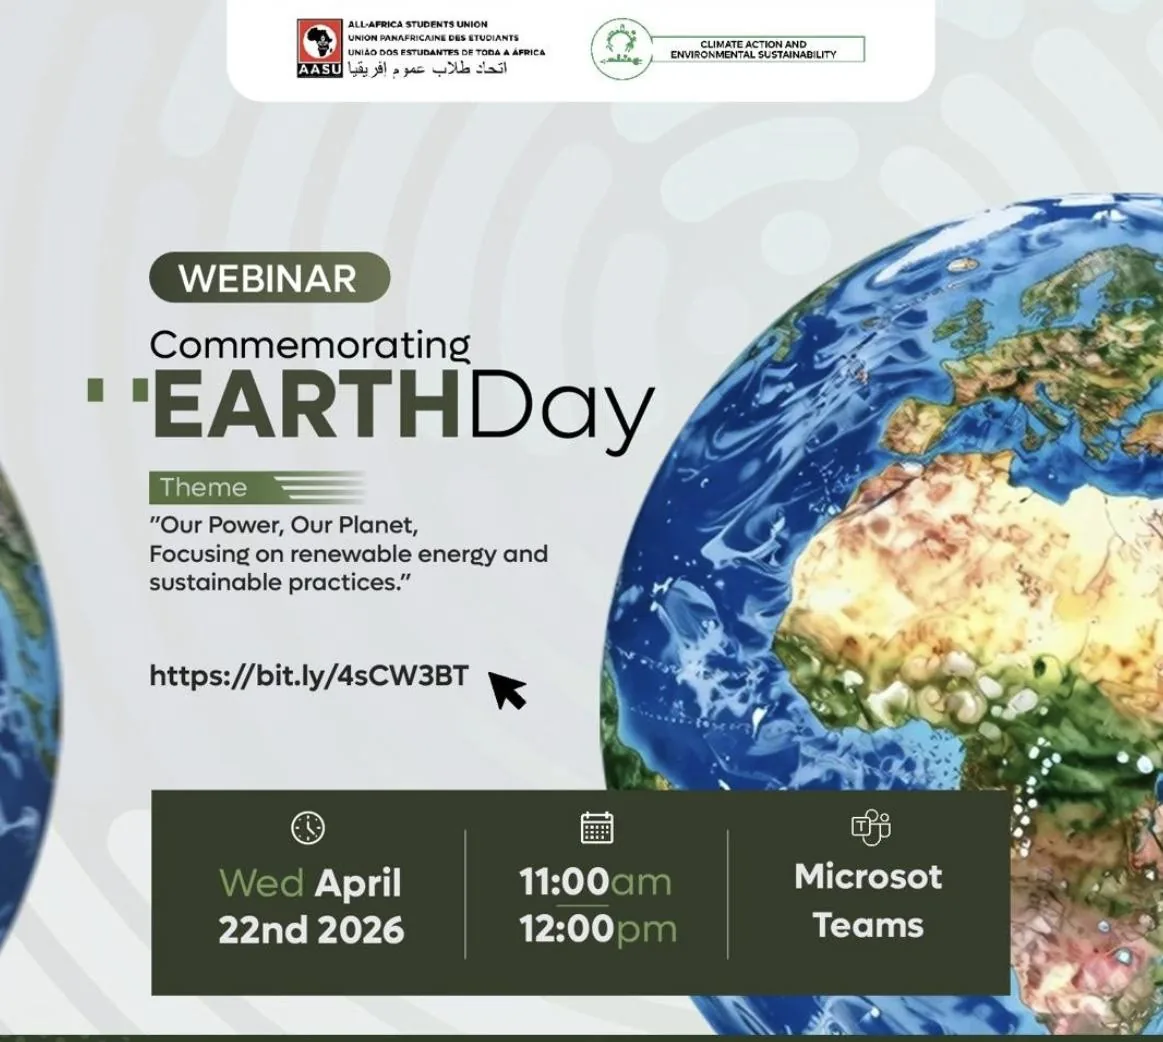 ALL-AFRICA STUDENTS UNION
UNION PANAFRICAINE DES ETUDIANTS
UNIÃO DOS ESTUDANTES DE TODA A ÁFRICA
AASU
اتحاد طلاب عموم إفريقيا
CLIMATE ACTION AND
ENVIRONMENTAL SUSTAINABILITY
WEBINAR
Commemorating
EARTHDay
Theme
"Our Power, Our Planet,
Focusing on renewable energy and
sustainable practices."
https://bit.ly/4sCW3BT
Wed April
22nd 2026
11:00am
12:00pm
T
Microsot
Teams